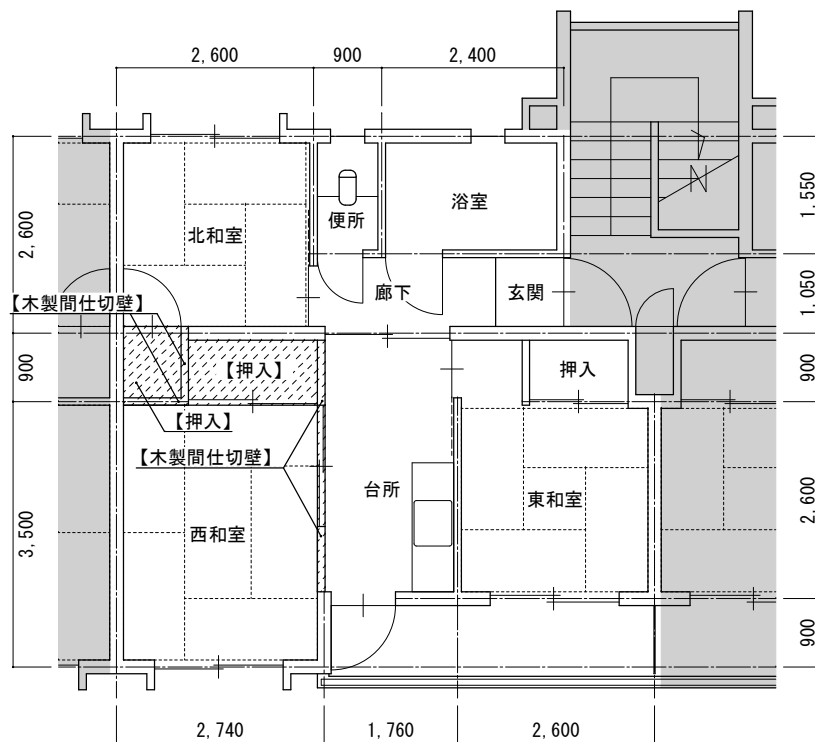 2,600
900
2,400
2,600
900
3,500
1,550
1,050
900
2,600
900
浴室
便所
北和室
廊下
玄関
【木製間仕切壁】
【押入】
押入
【押入】
【木製間仕切壁】
台所
東和室
西和室
2,740
1,760
2,600